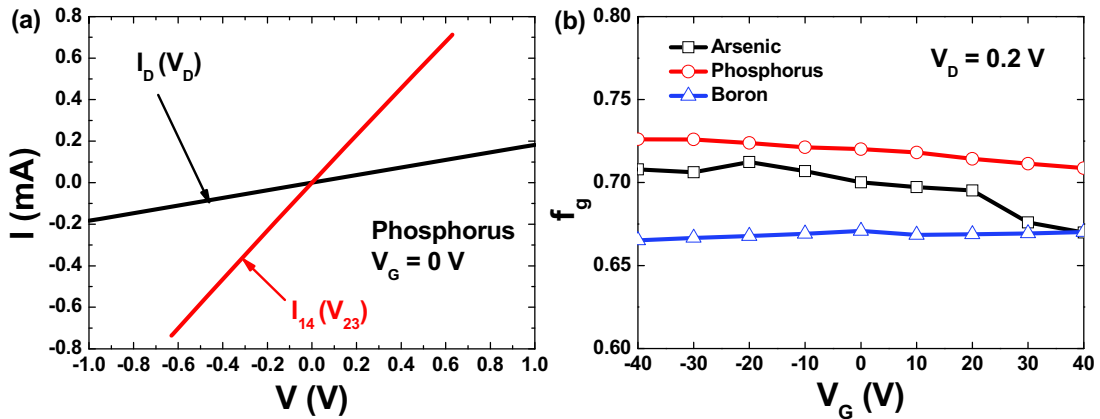 (a)
0.8
0.6
0.4
0.2
0.0
-0.2
-0.4
-0.6
-0.8
I (mA)
I_D (V_D)
Phosphorus
V_G = 0 V
I_14 (V_23)
-1.0 -0.8 -0.6 -0.4 -0.2 0.0 0.2 0.4 0.6 0.8 1.0
V (V)
(b)
0.80
0.75
0.70
0.65
0.60
f_g
Arsenic
Phosphorus
Boron
V_D = 0.2 V
-40 -30 -20 -10 0 10 20 30 40
V_G (V)